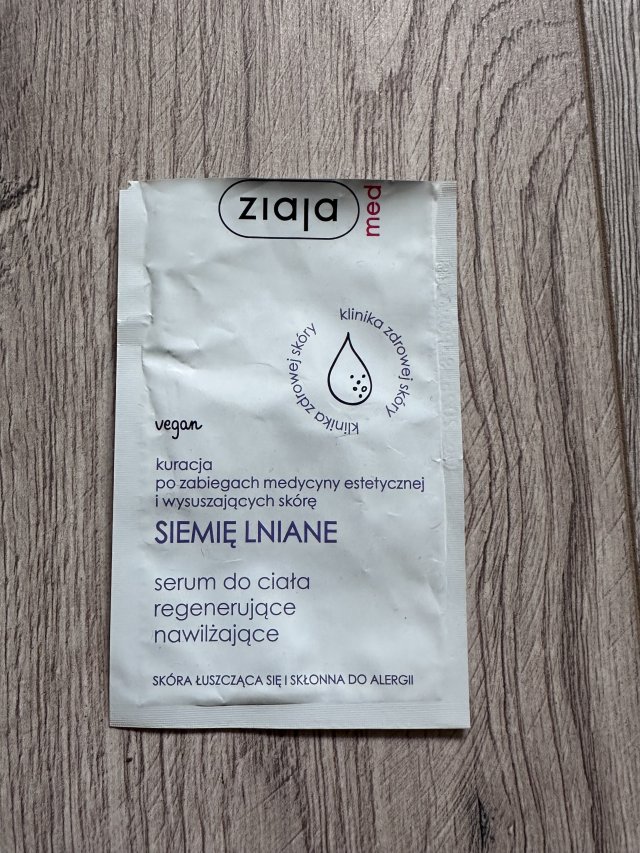 ziaja
med
klinika zdrowej skóry
klinika zdrowej skóry
vegan
kuracja
po zabiegach medycyny estetycznej
i wysuszających skórę
SIEMIĘ LNIANE
serum do ciała
regenerujące
nawilżające
SKÓRA ŁUSZCZĄCA SIĘ I SKŁONNA DO ALERGII